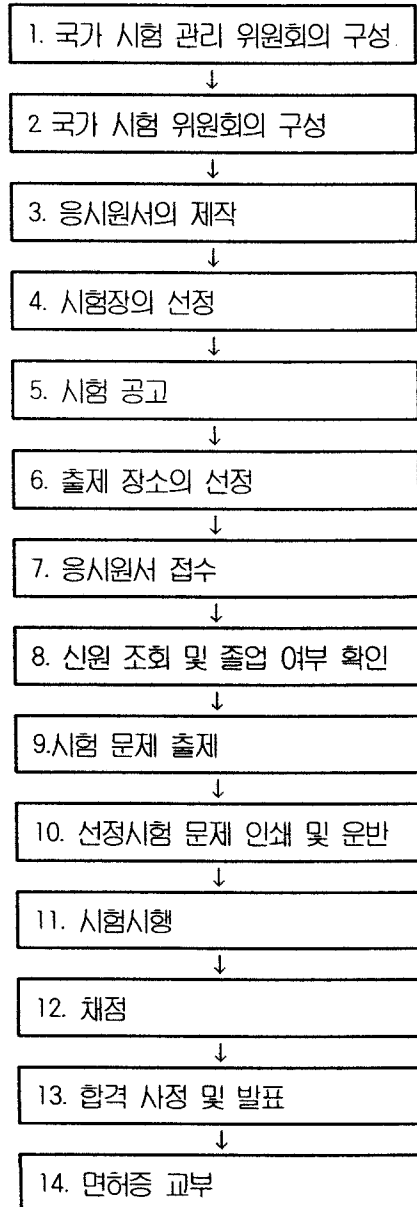 1. 국가 시험 관리 위원회의 구성
↓
2 국가 시험 위원회의 구성
↓
3. 응시원서의 제작
↓
4. 시험장의 선정
↓
5. 시험 공고
↓
6. 출제 장소의 선정
↓
7. 응시원서 접수
↓
8. 신원 조회 및 졸업 여부 확인
↓
9.시험 문제 출제
↓
10. 선정시험 문제 인쇄 및 운반
↓
11. 시험시행
↓
12. 채점
↓
13. 합격 사정 및 발표
↓
14. 면허증 교부